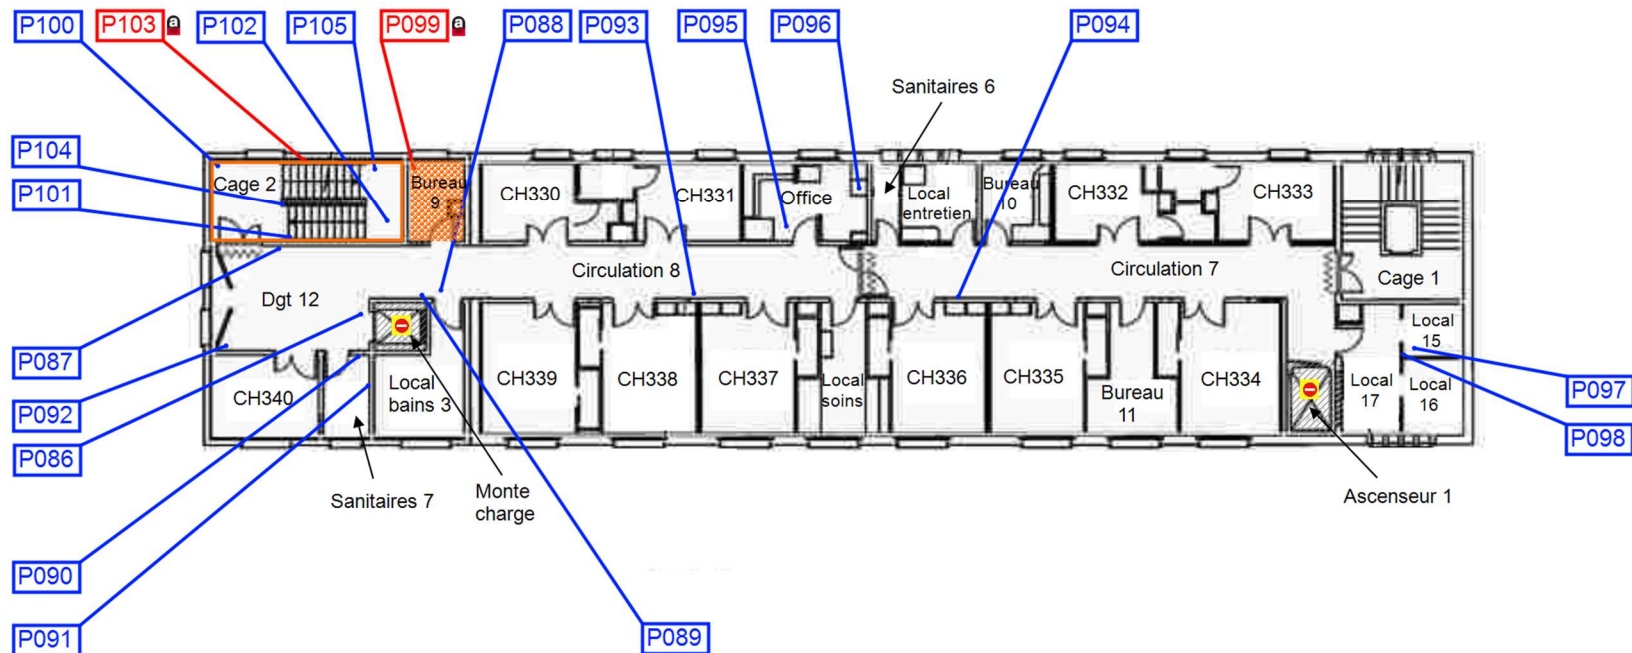 P100
P103 a
P102
P105
P099 a
P088
P093
P095
P096
P094
Sanitaires 6
P104
P101
Cage 2
Bureau
9
CH330
CH331
Office
Local
entretien
Bureau
10
CH332
CH333
Circulation 8
Circulation 7
Cage 1
Dgt 12
Local
15
P087
P092
P086
CH340
Local
bains 3
CH339
CH338
CH337
Local
soins
CH336
CH335
Bureau
11
CH334
Local
17
Local
16
P097
P098
Sanitaires 7
Monte
charge
Ascenseur 1
P090
P091
P089